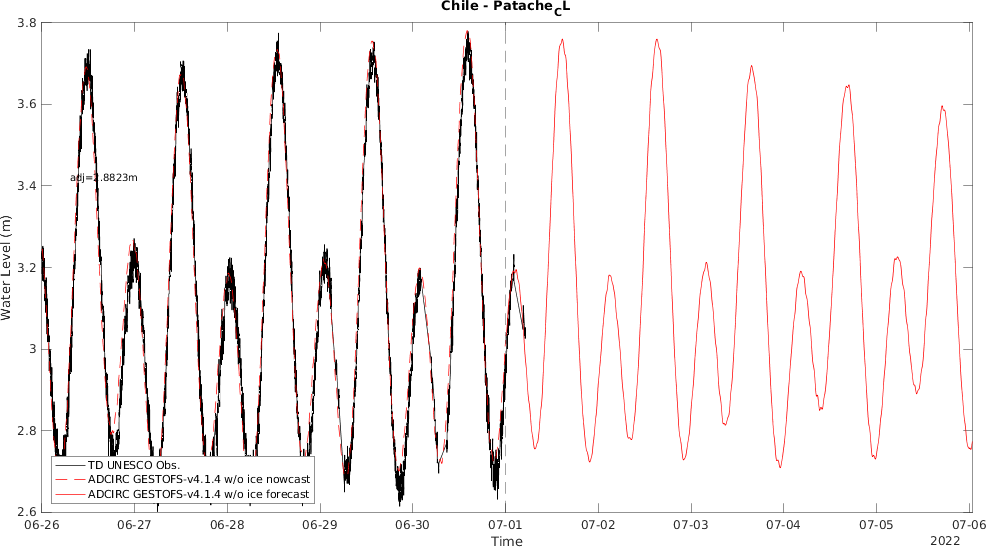 Chile - Patache_CL
3.8
3.6
3.4
3.2
3
2.8
2.6
Water Level (m)
adj=2.8823m
TD UNESCO Obs.
ADCIRC GESTOFS-v4.1.4 w/o ice nowcast
ADCIRC GESTOFS-v4.1.4 w/o ice forecast
06-26 06-27 06-28 06-29 06-30 07-01 07-02 07-03 07-04 07-05 07-06
Time
2022